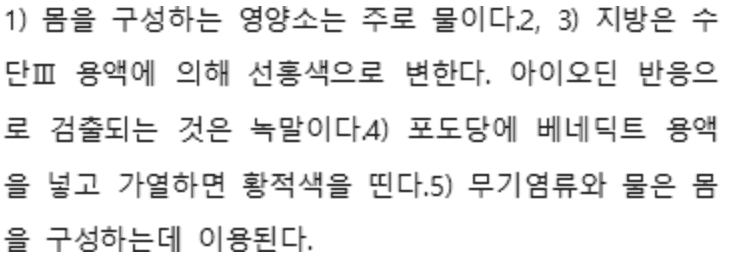 1) 몸을 구성하는 영양소는 주로 물이다.2, 3) 지방은 수
단Ⅲ 용액에 의해 선홍색으로 변한다. 아이오딘 반응으
로 검출되는 것은 녹말이다.4) 포도당에 베네딕트 용액
을 넣고 가열하면 황적색을 띤다.5) 무기염류와 물은 몸
을 구성하는데 이용된다.